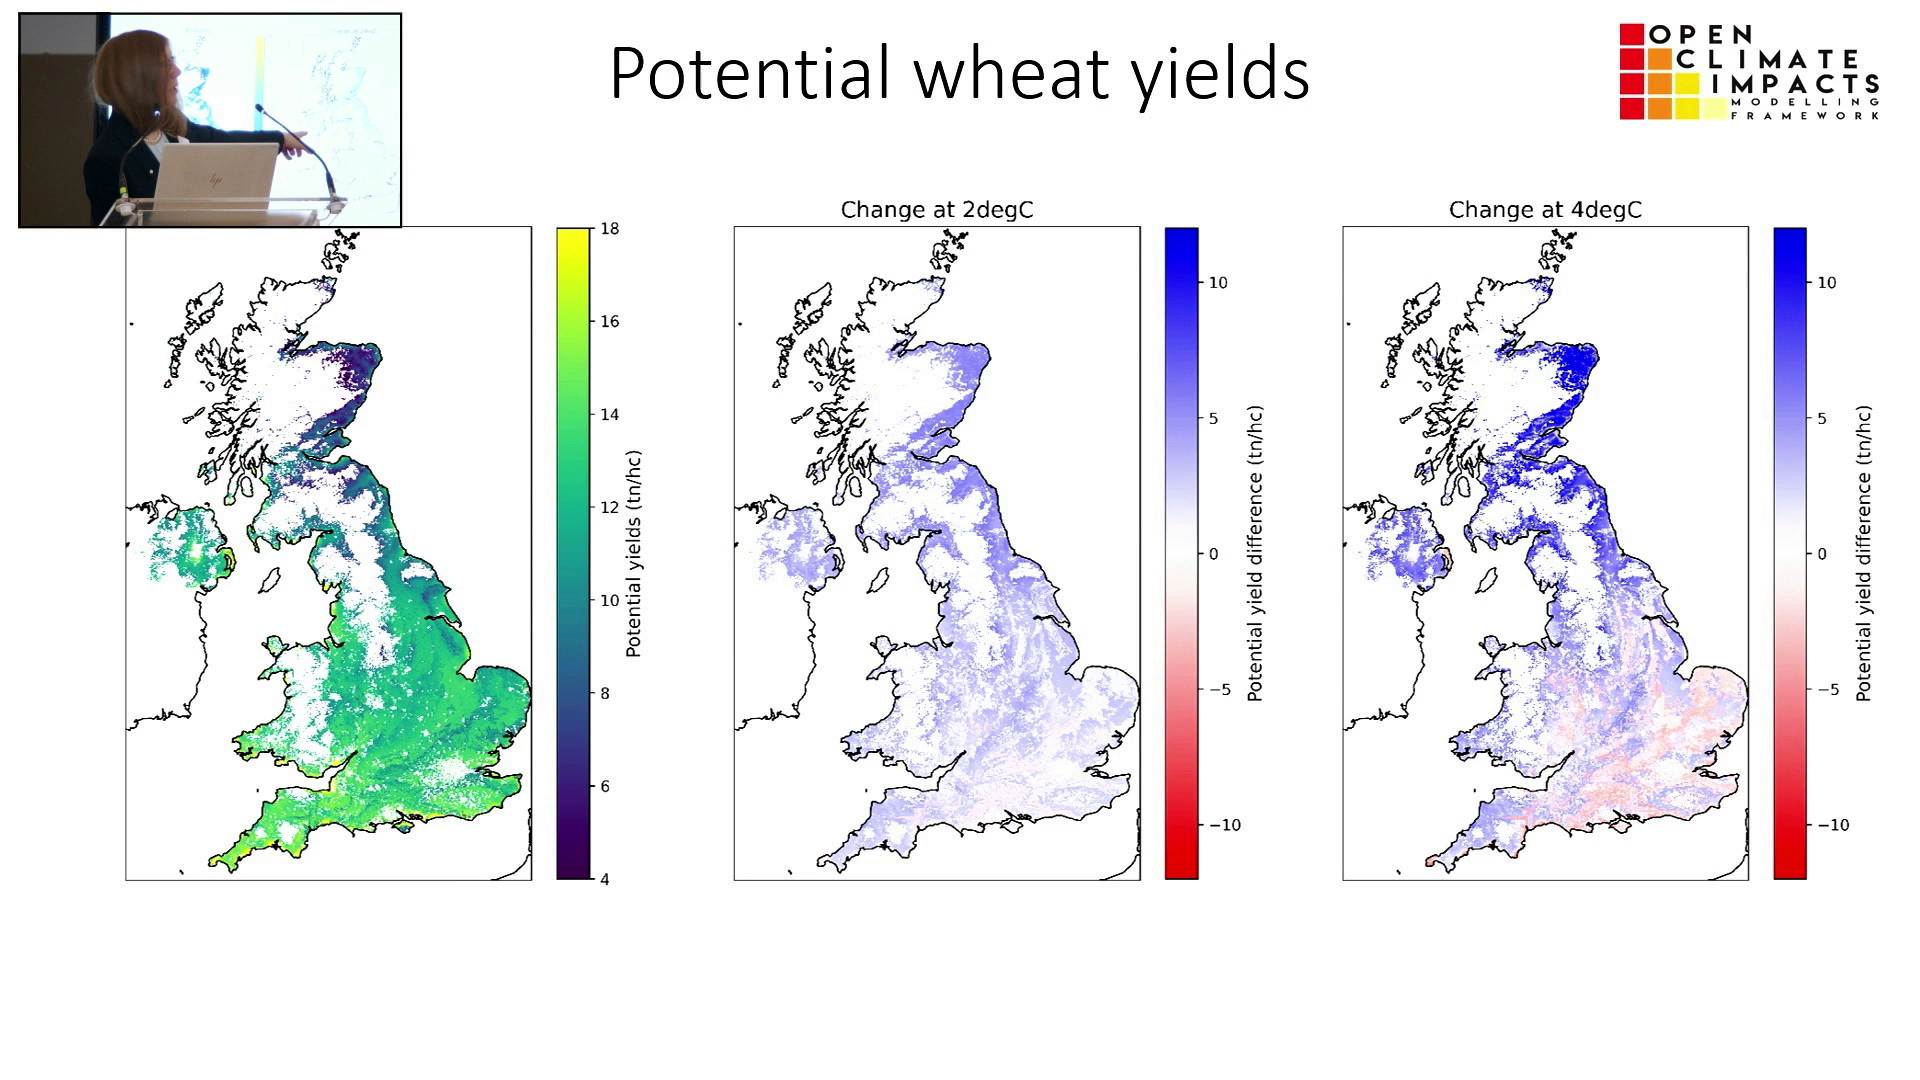 Potential wheat yields
OPEN
CLIMATE
IMPACTS
MODELLING
FRAMEWORK
hp
18
16
14
12
10
8
6
4
Potential yields (tn/hc)
Change at 2degC
10
5
0
−5
−10
Potential yield difference (tn/hc)
Change at 4degC
10
5
0
−5
−10
Potential yield difference (tn/hc)